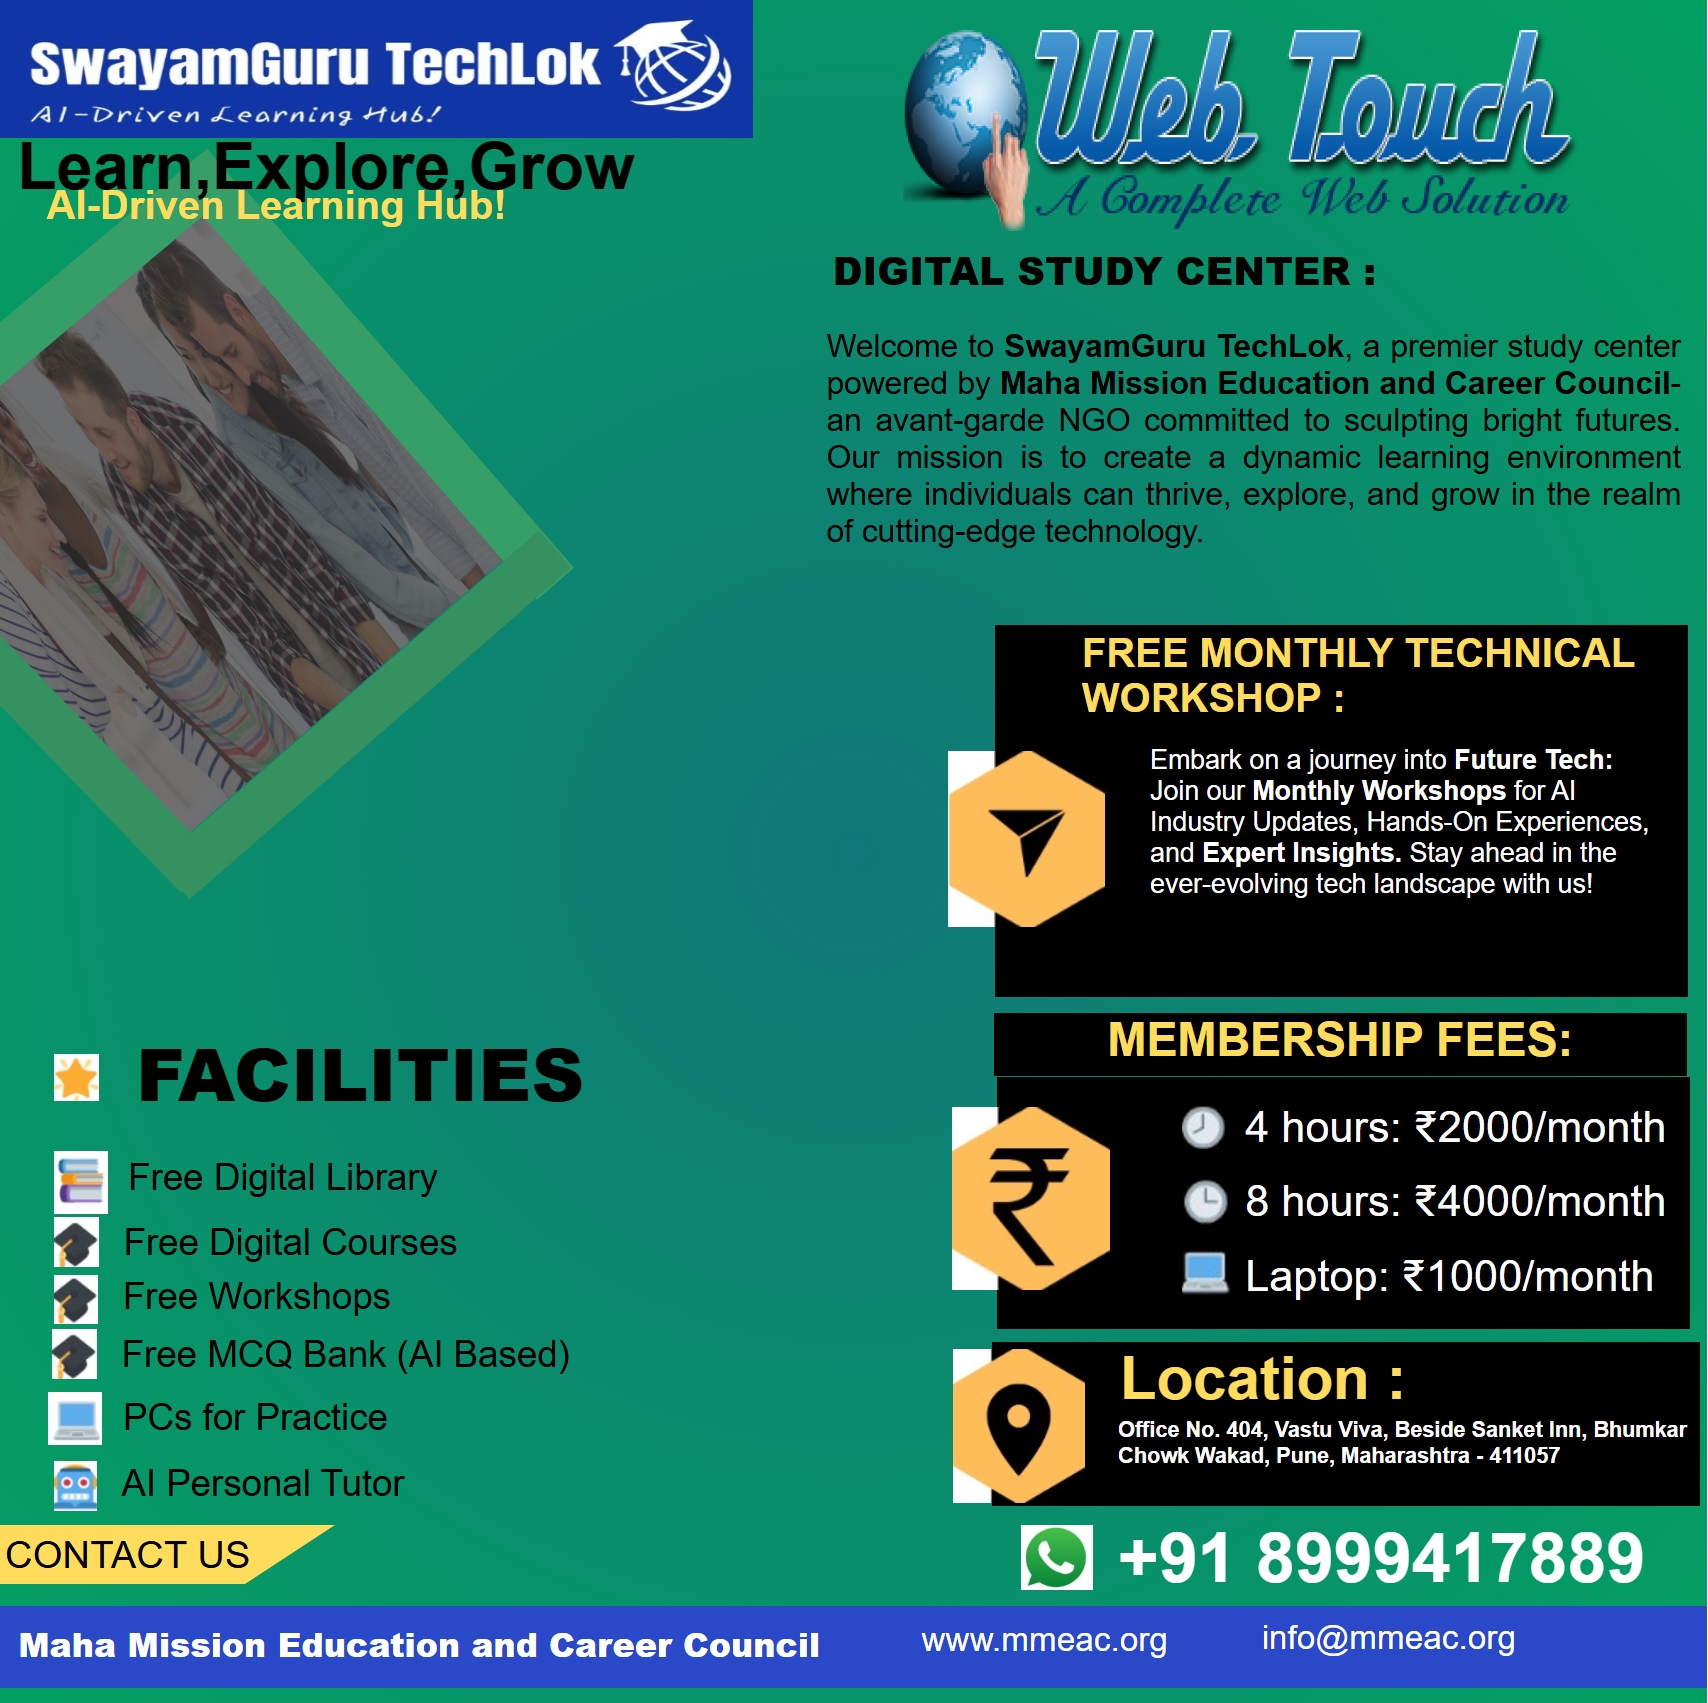 SwayamGuru TechLok
AI-Driven Learning Hub!
Learn,Explore,Grow
AI-Driven Learning Hub!
Web Touch
A Complete Web Solution
DIGITAL STUDY CENTER :
Welcome to SwayamGuru TechLok, a premier study center
powered by Maha Mission Education and Career Council-
an avant-garde NGO committed to sculpting bright futures.
Our mission is to create a dynamic learning environment
where individuals can thrive, explore, and grow in the realm
of cutting-edge technology.
FREE MONTHLY TECHNICAL
WORKSHOP :
Embark on a journey into Future Tech:
Join our Monthly Workshops for AI
Industry Updates, Hands-On Experiences,
and Expert Insights. Stay ahead in the
ever-evolving tech landscape with us!
FACILITIES
Free Digital Library
Free Digital Courses
Free Workshops
Free MCQ Bank (AI Based)
PCs for Practice
AI Personal Tutor
MEMBERSHIP FEES:
₹
4 hours: ₹2000/month
8 hours: ₹4000/month
Laptop: ₹1000/month
Location :
Office No. 404, Vastu Viva, Beside Sanket Inn, Bhumkar
Chowk Wakad, Pune, Maharashtra - 411057
CONTACT US
+91 8999417889
Maha Mission Education and Career Council
www.mmeac.org
info@mmeac.org